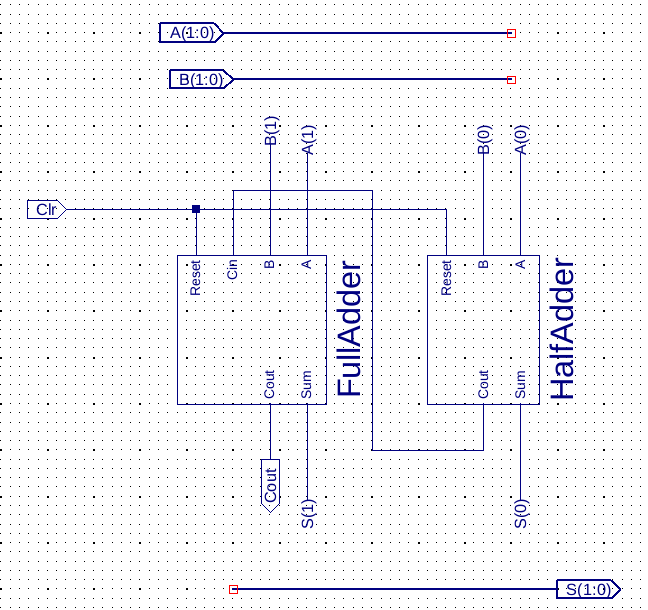 A(1:0)
B(1:0)
B(1)
A(1)
B(0)
A(0)
Clr
Reset
Cin
B
A
FullAdder
Cout
Sum
Reset
B
A
HalfAdder
Cout
Sum
Cout
S(1)
S(0)
S(1:0)